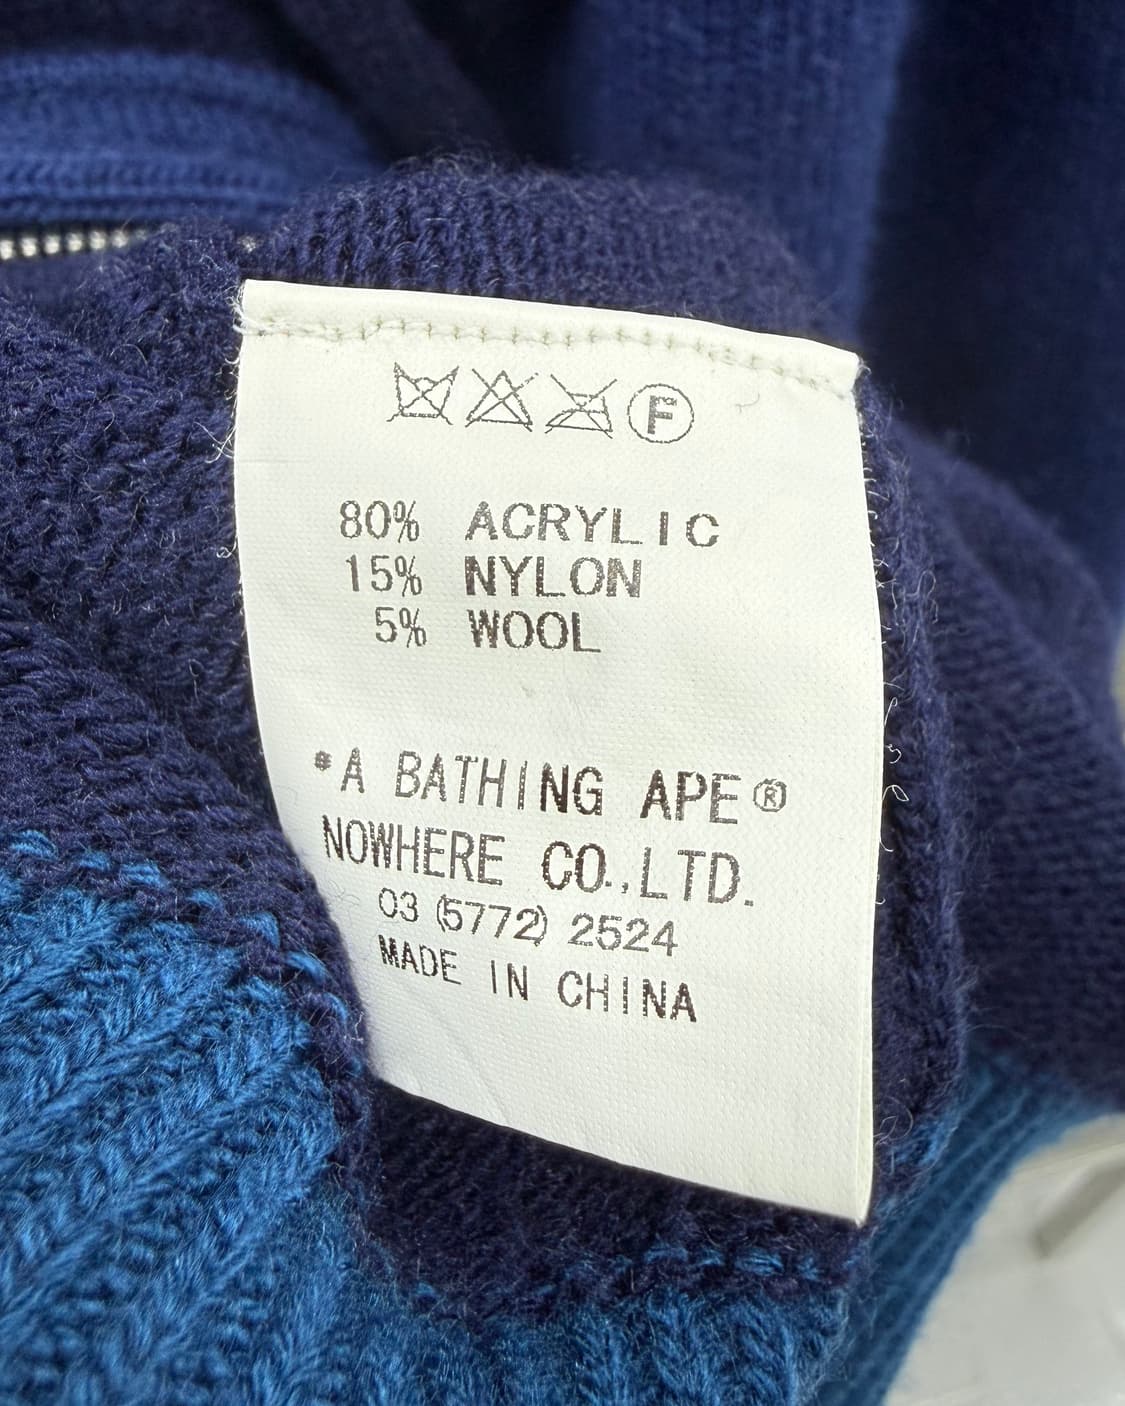 F
80% ACRYLIC
15% NYLON
5% WOOL
*A BATHING APE®
NOWHERE CO.,LTD.
03 (5772) 2524
MADE IN CHINA